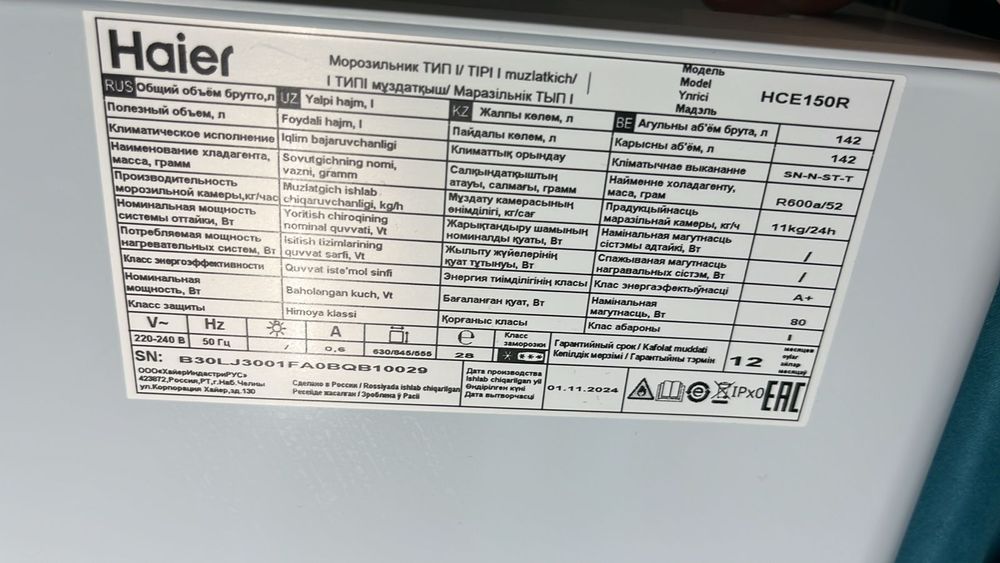 Haier
Морозильник ТИП I/ TIPI I muzlatkich/
I ТИПІ мұздатқыш/ Маразільнік ТЫП I
Модель
Model
Үлгісі
Мадэль
HCE150R
RUS Общий объём брутто,л UZ Yalpi hajm, l KZ Жалпы көлем, л BE Агульны аб'ём брута, л 142
Полезный объем, л Foydali hajm, l Пайдалы көлем, л Карысны аб'ём, л 142
Климатическое исполнение Iqlim bajaruvchanligi Климаттық орындау Кліматычнае выкананне SN-N-ST-T
Наименование хладагента,
масса, грамм
Sovutgichning nomi,
vazni, gramm
Салқындатқыштың
атауы, салмағы, грамм
Найменне холадагенту,
маса, грам
R600a/52
Производительность
морозильной камеры,кг/час
Muzlatgich ishlab
chiqaruvchanligi, kg/h
Мұздату камерасының
өнімділігі, кг/сағ
Прадукцыйнасць
маразільнай камеры, кг/ч
11kg/24h
Номинальная мощность
системы оттайки, Вт
Yoritish chiroqining
nominal quvvati, Vt
Жарықтандыру шамының
номиналды қуаты, Вт
Намінальная магутнасць
сістэмы адтайкі, Вт
/
Потребляемая мощность
нагревательных систем, Вт
Isitish tizimlarining
quvvat sarfi, Vt
Жылыту жүйелерінің
қуат тұтынуы, Вт
Спажываная магутнасць
награвальных сістэм, Вт
/
Класс энергоэффективности Quvvat iste'mol sinfi Энергия тиімділігінің класы Клас энергаэфектыўнасці A+
Номинальная
мощность, Вт
Baholangan kuch, Vt
Бағаланған қуат, Вт
Намінальная
магутнасць, Вт
80
Класс защиты Himoya klassi Қорғаныс класы Клас абароны I
V~ Hz A e
220-240 В 50 Гц / 0,6 630/845/555 28
Класс
заморозки
Гарантийный срок / Kafolat muddati
Кепілдік мерзімі / Гарантыйны тэрмін
12
месяцев
oylar
айлар
месяцаў
SN: B30LJ3001FA0BQB10029
ООО«ХайерИндастриРУС»
423872,Россия,РТ,г.Наб.Челны
ул.Корпорация Хайер,зд.130
Сделано в России / Rossiyada ishlab chiqarilgan
Ресейде жасалған / Зроблена ў Расіі
Дата производства
Ishlab chiqarilgan yil
Өндірілген күні
Дата вытворчасці
01.11.2024
IPx0 EAC